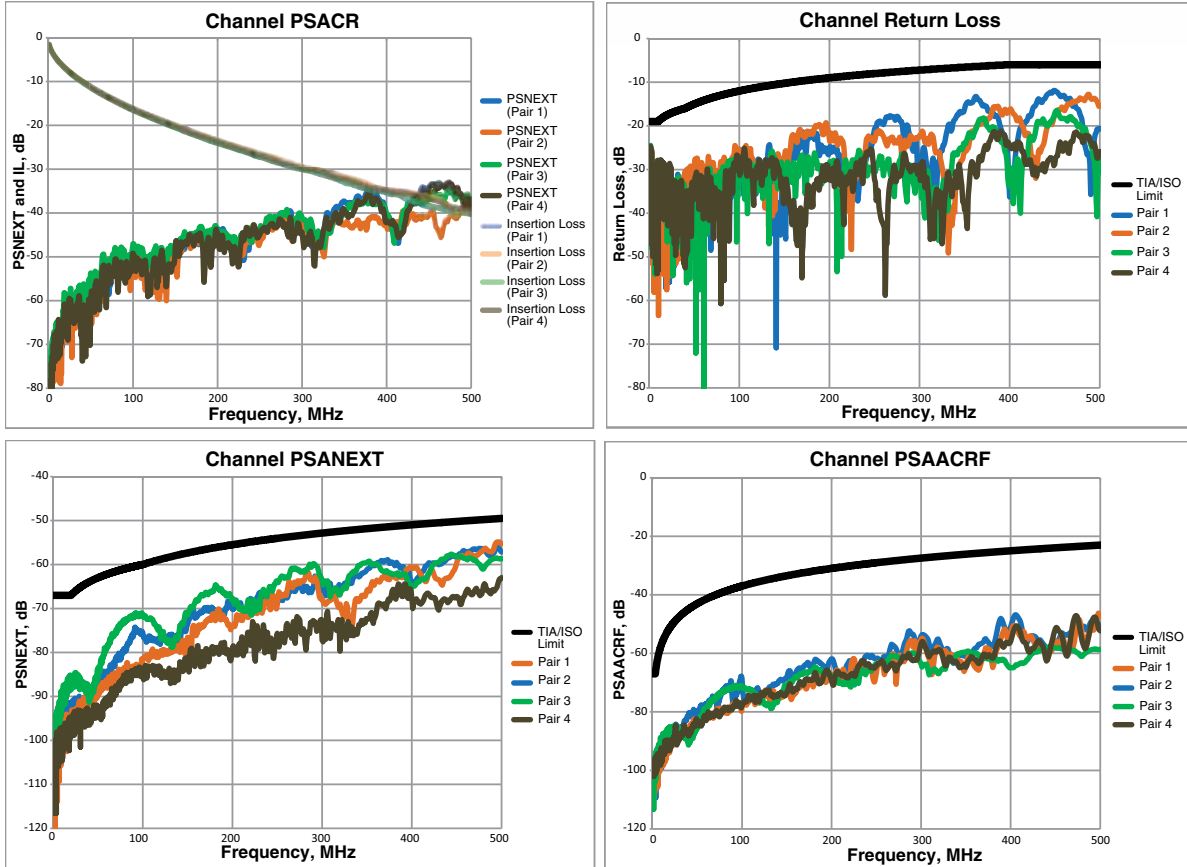 Channel PSACR
PSNEXT and IL, dB
0
-10
-20
-30
-40
-50
-60
-70
-80
0
100
200
300
400
500
Frequency, MHz
PSNEXT
(Pair 1)
PSNEXT
(Pair 2)
PSNEXT
(Pair 3)
PSNEXT
(Pair 4)
Insertion Loss
(Pair 1)
Insertion Loss
(Pair 2)
Insertion Loss
(Pair 3)
Insertion Loss
(Pair 4)
Channel Return Loss
Return Loss, dB
0
-10
-20
-30
-40
-50
-60
-70
-80
0
100
200
300
400
500
Frequency, MHz
TIA/ISO
Limit
Pair 1
Pair 2
Pair 3
Pair 4
Channel PSANEXT
PSNEXT, dB
-40
-50
-60
-70
-80
-90
-100
-110
-120
0
100
200
300
400
500
Frequency, MHz
TIA/ISO
Limit
Pair 1
Pair 2
Pair 3
Pair 4
Channel PSAACRF
PSAACRF, dB
0
-20
-40
-60
-80
-100
-120
0
100
200
300
400
500
Frequency, MHz
TIA/ISO
Limit
Pair 1
Pair 2
Pair 3
Pair 4